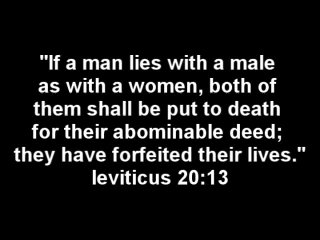 "If a man lies with a male
as with a women, both of
them shall be put to death
for their abominable deed;
they have forfeited their lives."
leviticus 20:13